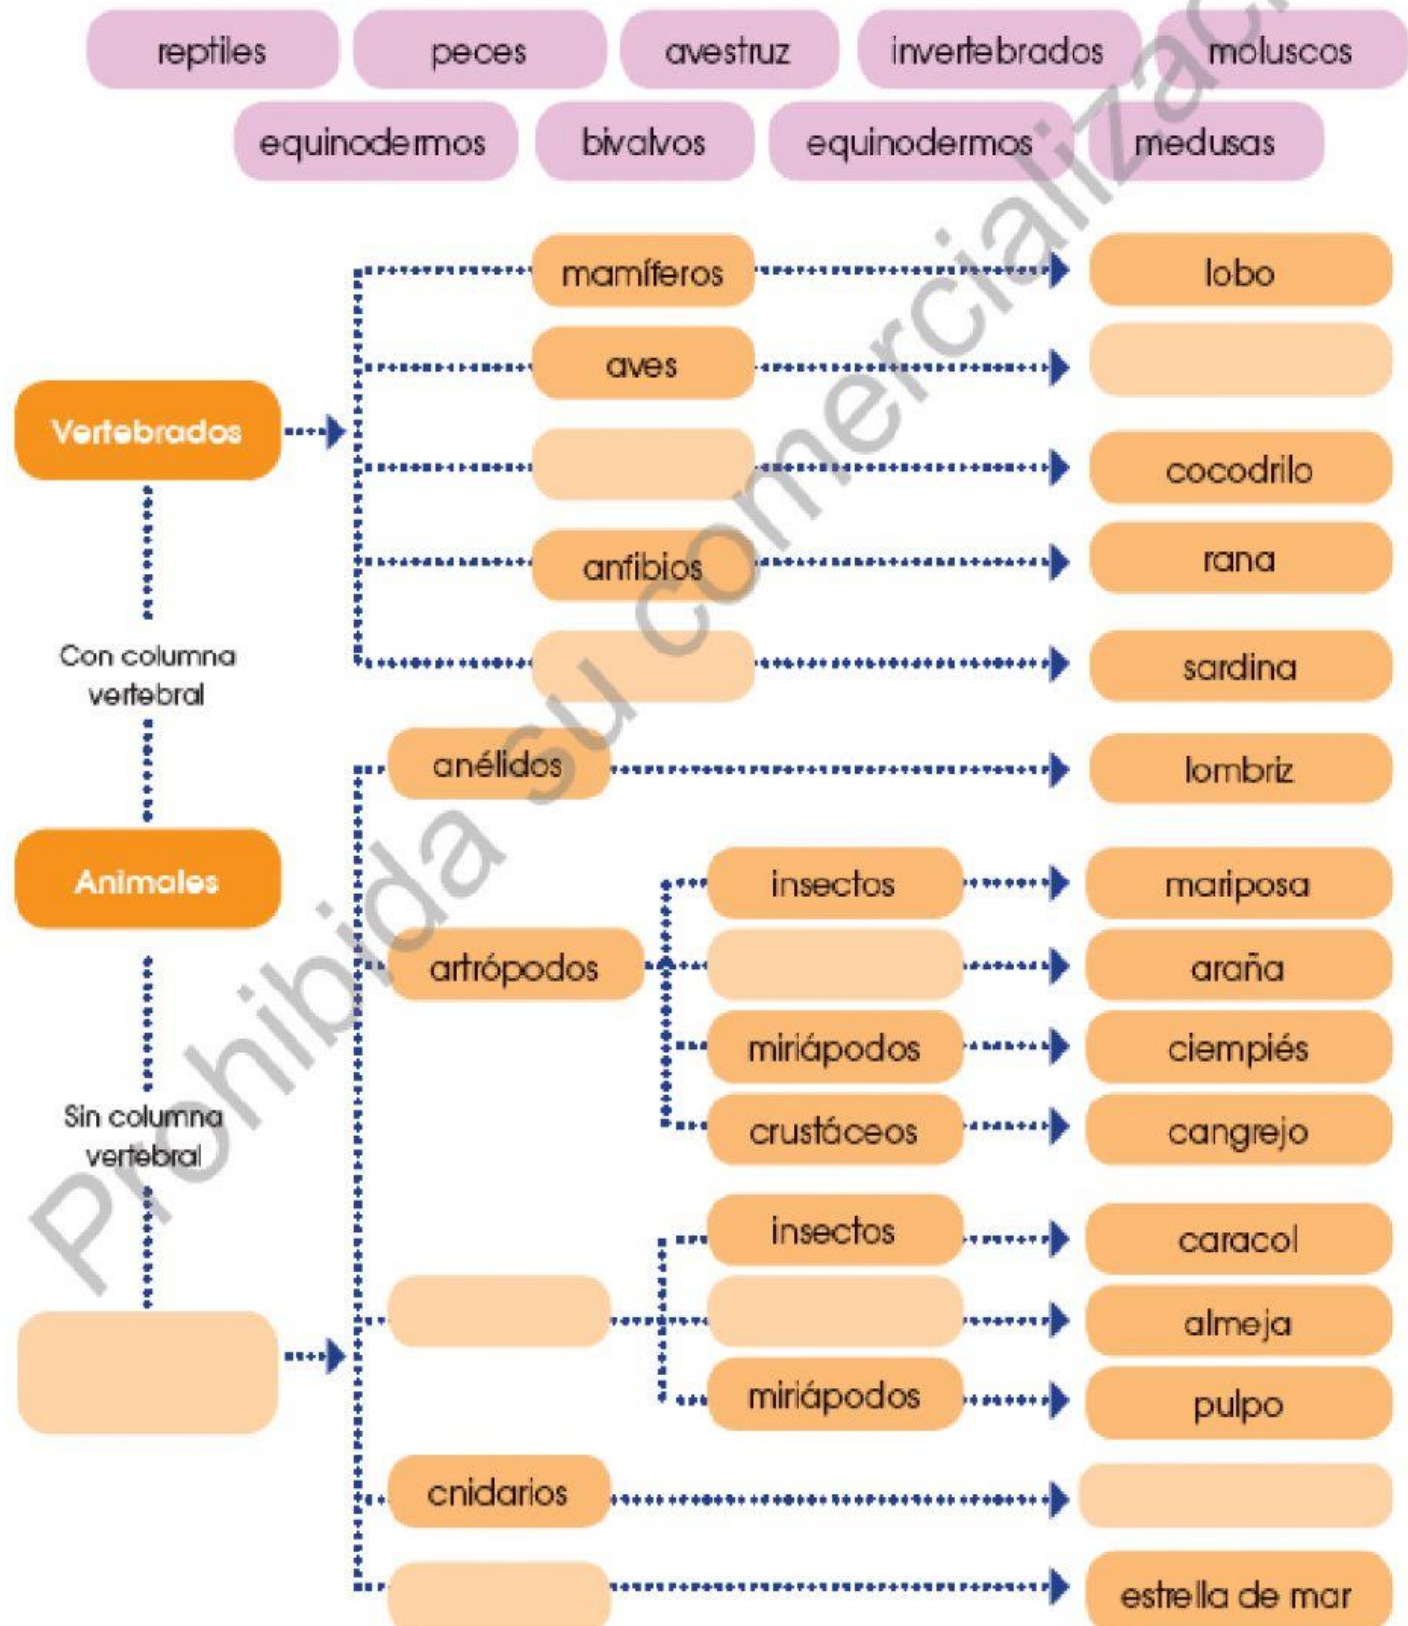 reptiles peces avestruz invertebrados moluscos
equinodermos bivalvos equinodermos medusas
mamíferos lobo
aves
Vertebrados
cocodrilo
anfibios rana
Con columna
vertebral
sardina
anélidos lombriz
Animales
insectos mariposa
artrópodos araña
miriápodos ciempiés
Sin columna
vertebral
crustáceos cangrejo
insectos caracol
almeja
miriápodos pulpo
cnidarios
estrella de mar
Prohibida su comercializac